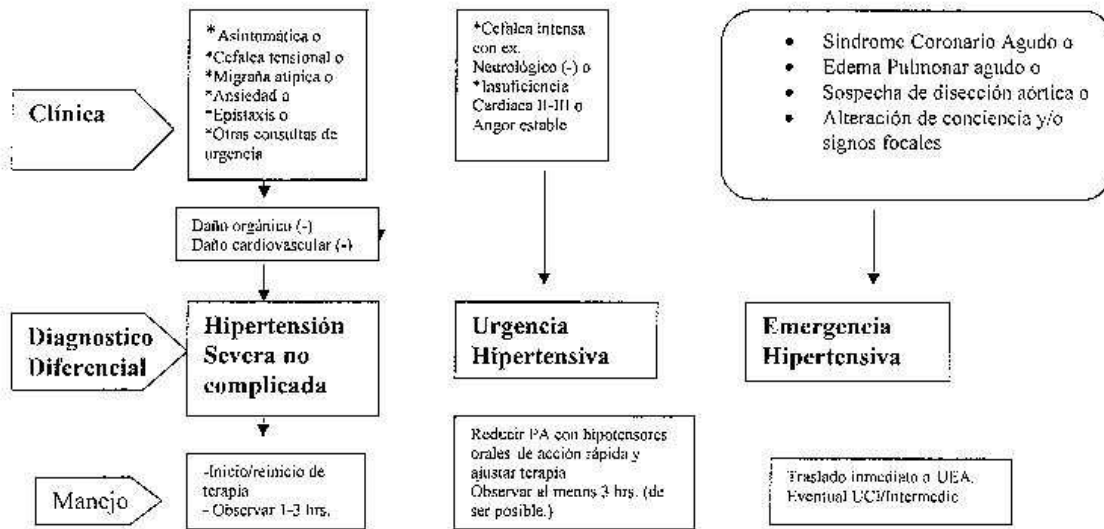 Clínica
*Asintomática o
*Cefalea tensional o
*Migraña atipica o
*Ansiedad o
*Epistaxis o
*Otras consultas de
urgencia
*Cefalea intensa
con ex.
Neurológico (-) o
*Insuficiencia
Cardiaca II-III o
Angor estable
• Sindrome Coronario Agudo o
• Edema Pulmonar agudo o
• Sospecha de disección aórtica o
• Alteración de conciencia y/o
signos focales
Daño orgánico (-)
Daño cardiovascular (-)
Diagnostico
Diferencial
Hipertensión
Severa no
complicada
Urgencia
Hipertensiva
Emergencia
Hipertensiva
Manejo
-Inicio/reinicio de
terapia
- Observar 1-3 hrs.
Reducir PA con hipotensores
orales de acción rápida y
ajustar terapia
Observar al menos 3 hrs. (de
ser posible.)
Traslado inmediato a UEA.
Eventual UCI/Intermedio